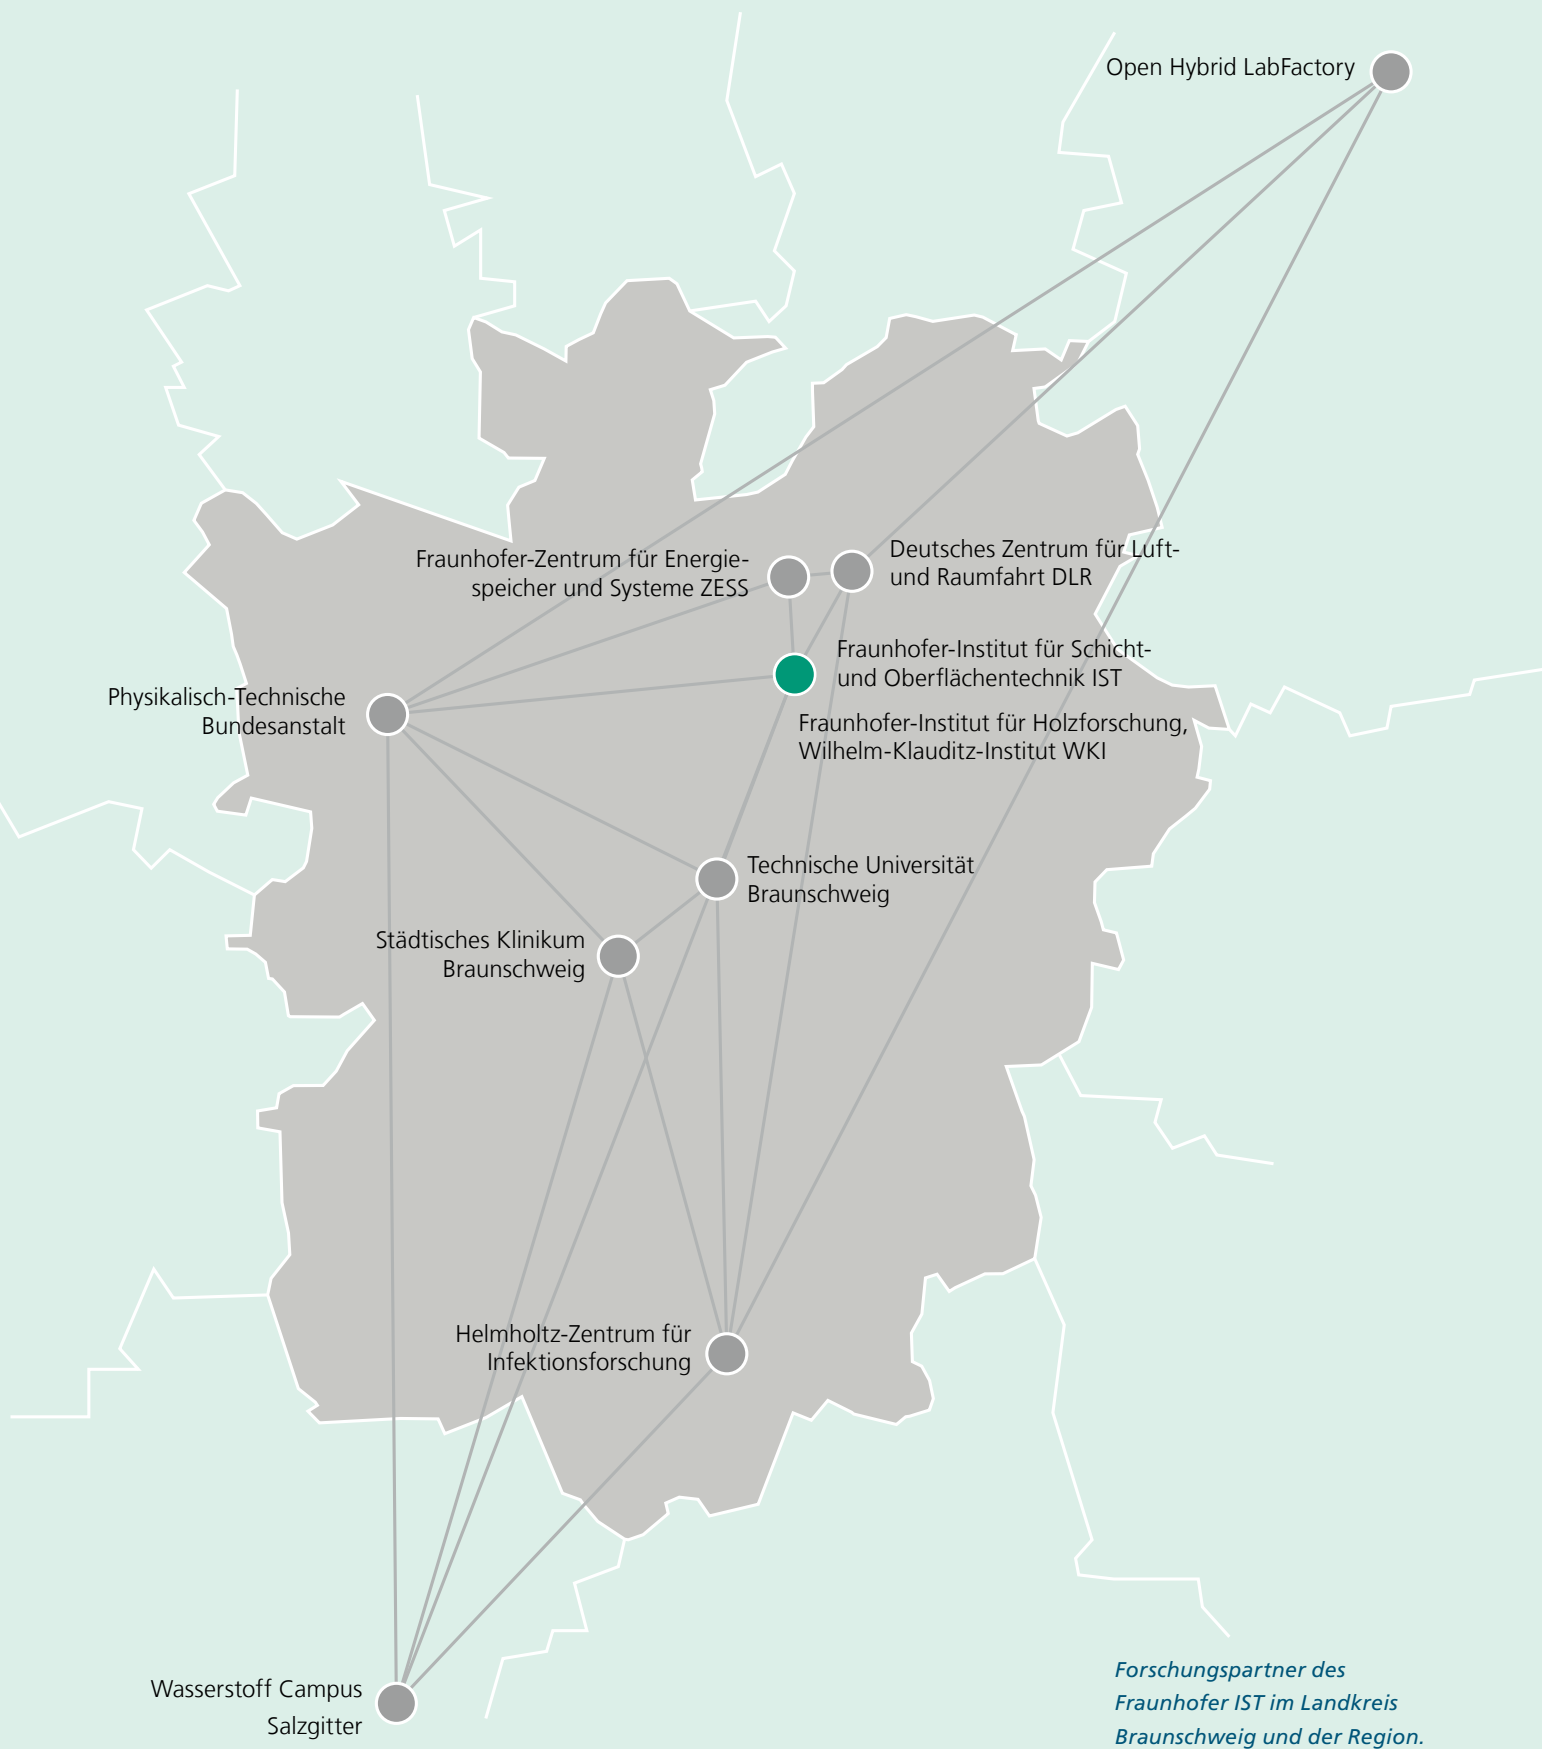 Open Hybrid LabFactory
Deutsches Zentrum für Luft-
und Raumfahrt DLR
Fraunhofer-Zentrum für Energie-
speicher und Systeme ZESS
Fraunhofer-Institut für Schicht-
und Oberflächentechnik IST
Physikalisch-Technische
Bundesanstalt
Fraunhofer-Institut für Holzforschung,
Wilhelm-Klauditz-Institut WKI
Technische Universität
Braunschweig
Städtisches Klinikum
Braunschweig
Helmholtz-Zentrum für
Infektionsforschung
Wasserstoff Campus
Salzgitter
Forschungspartner des
Fraunhofer IST im Landkreis
Braunschweig und der Region.